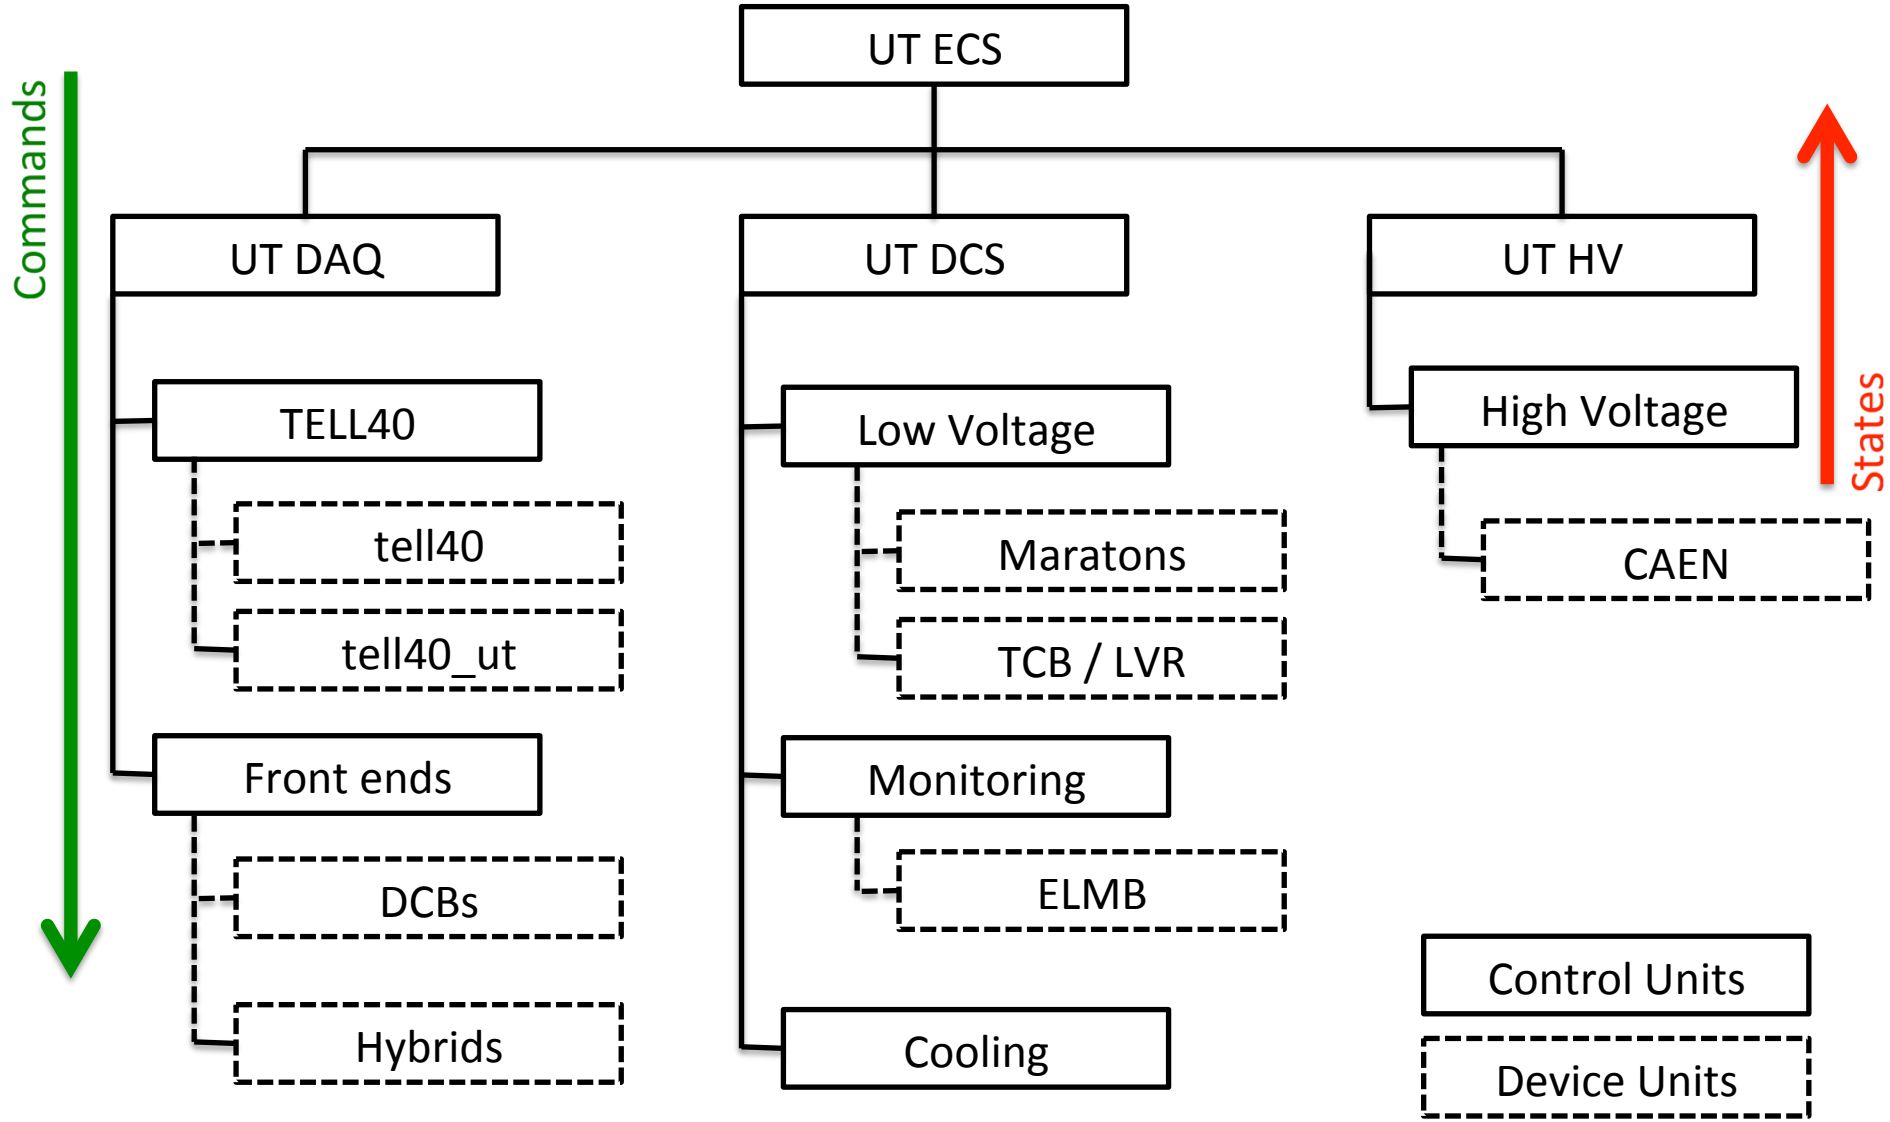 UT ECS
Commands
States
UT DAQ
UT DCS
UT HV
TELL40
tell40
tell40_ut
Front ends
DCBs
Hybrids
Low Voltage
Maratons
TCB / LVR
Monitoring
ELMB
Cooling
High Voltage
CAEN
Control Units
Device Units